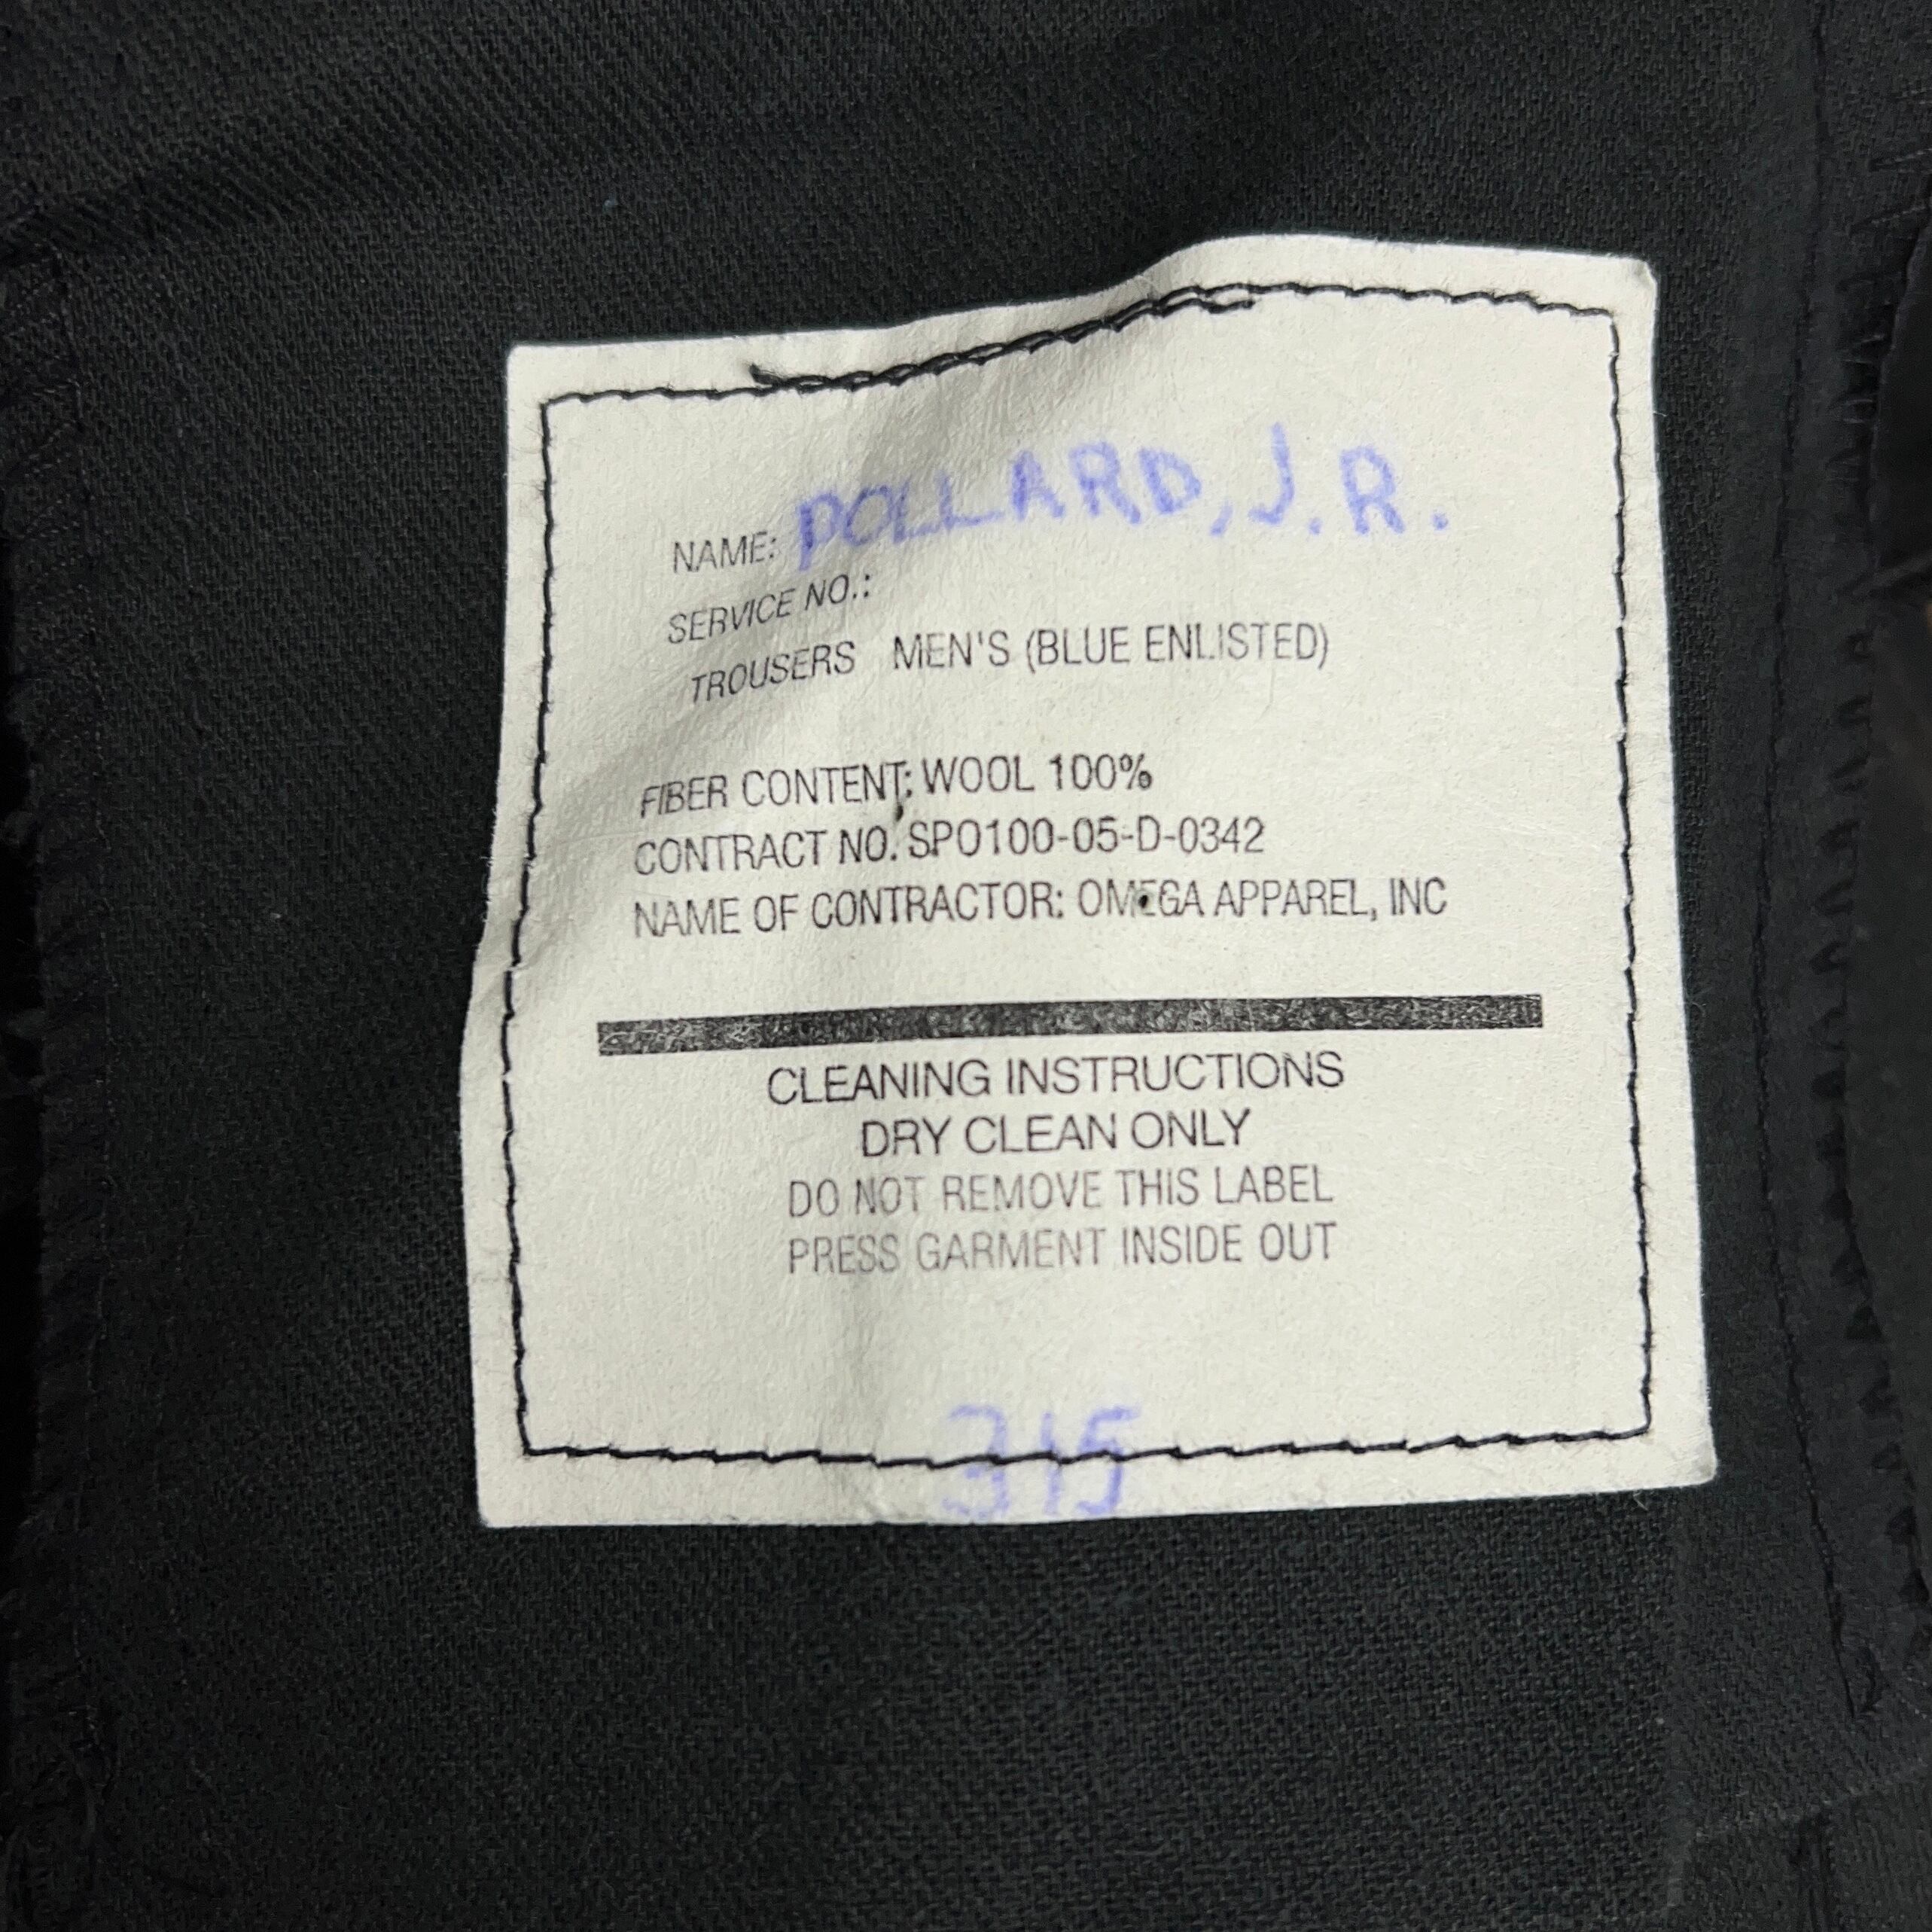 NAME: POLLARD, J. R.
SERVICE NO.:
TROUSERS MEN'S (BLUE ENLISTED)
FIBER CONTENT: WOOL 100%
CONTRACT NO. SPO100-05-D-0342
NAME OF CONTRACTOR: OMEGA APPAREL, INC
CLEANING INSTRUCTIONS
DRY CLEAN ONLY
DO NOT REMOVE THIS LABEL
PRESS GARMENT INSIDE OUT
315